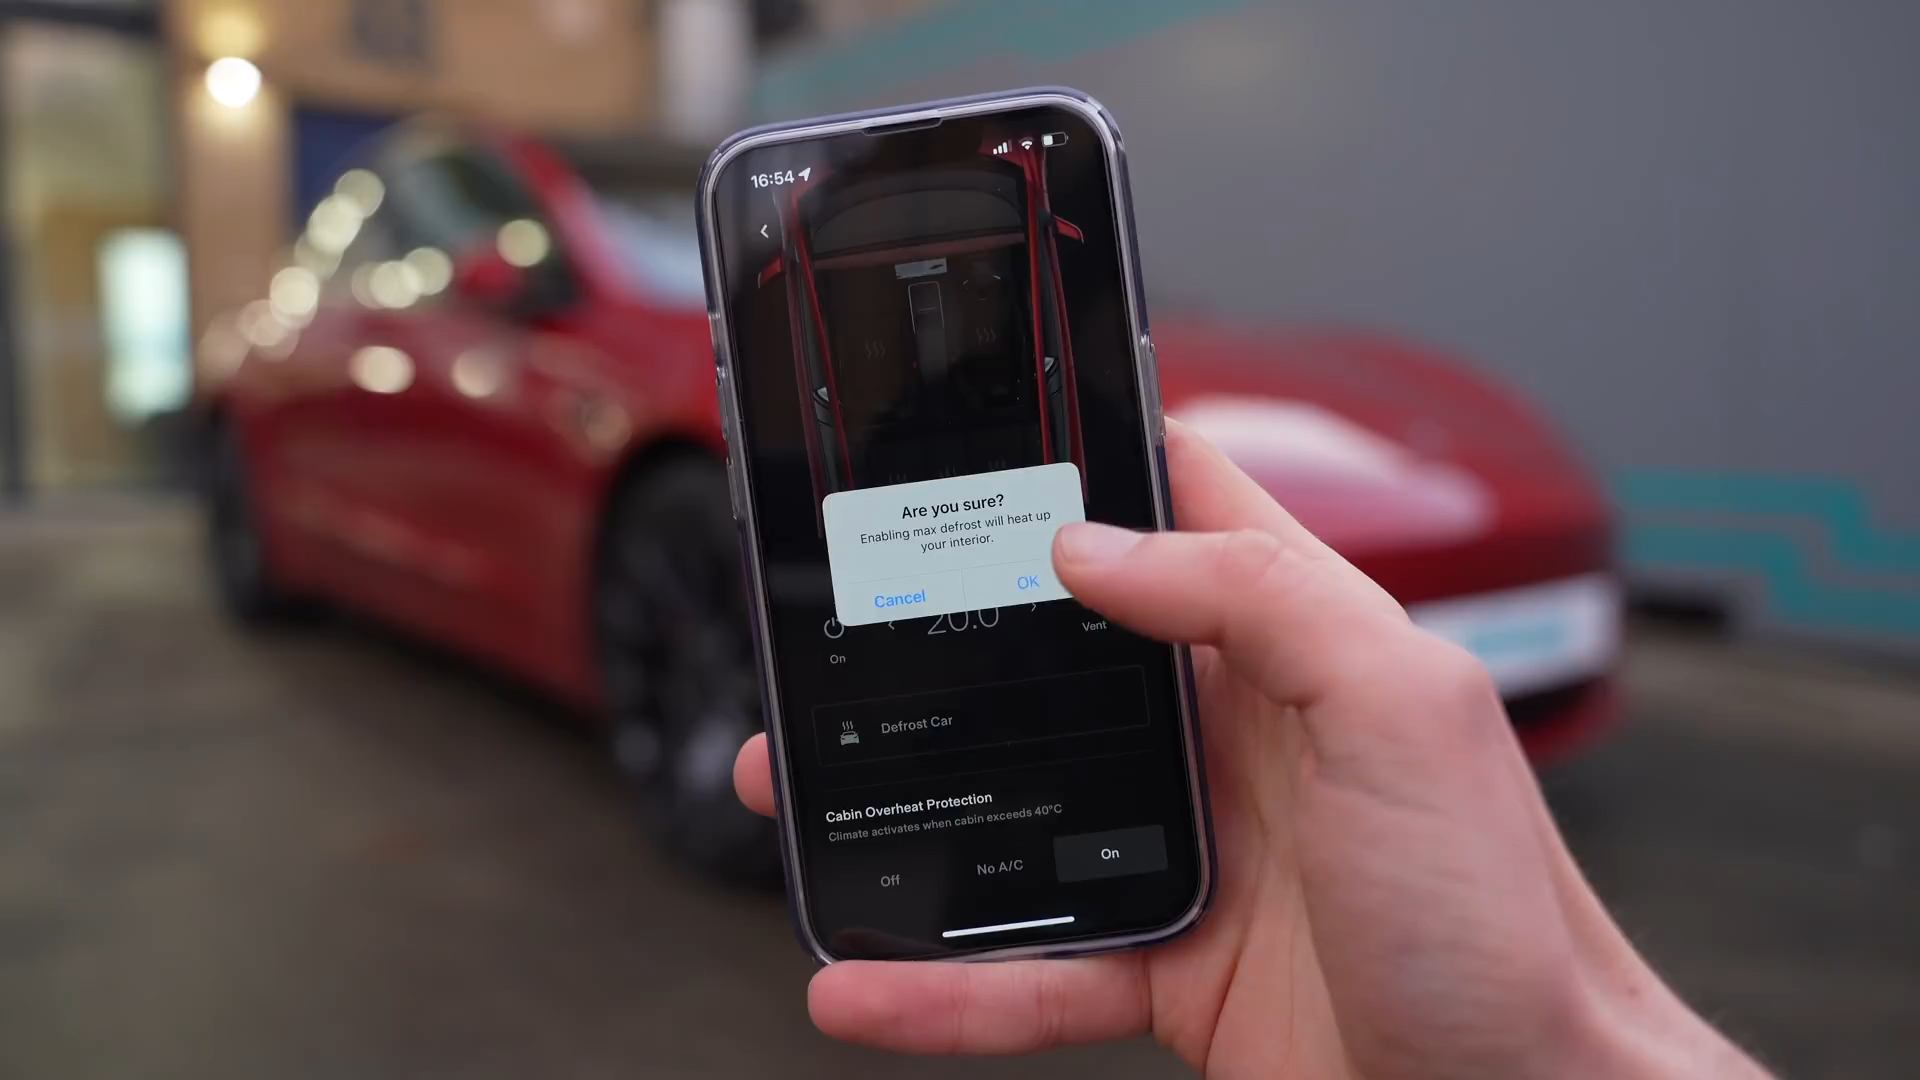 16:54
Are you sure?
Enabling max defrost will heat up
your interior.
Cancel OK
20.0
On
Vent
Defrost Car
Cabin Overheat Protection
Climate activates when cabin exceeds 40°C
Off No A/C On